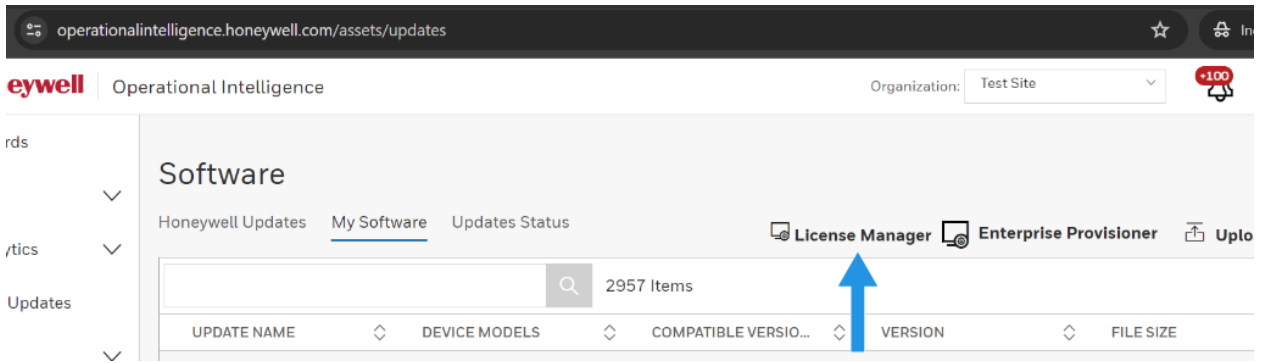 operationalintelligence.honeywell.com/assets/updates In
eywell Operational Intelligence Organization: Test Site +100
rds
Software
Honeywell Updates My Software Updates Status License Manager Enterprise Provisioner Uplo
ytics
2957 Items
Updates
UPDATE NAME DEVICE MODELS COMPATIBLE VERSIO... VERSION FILE SIZE